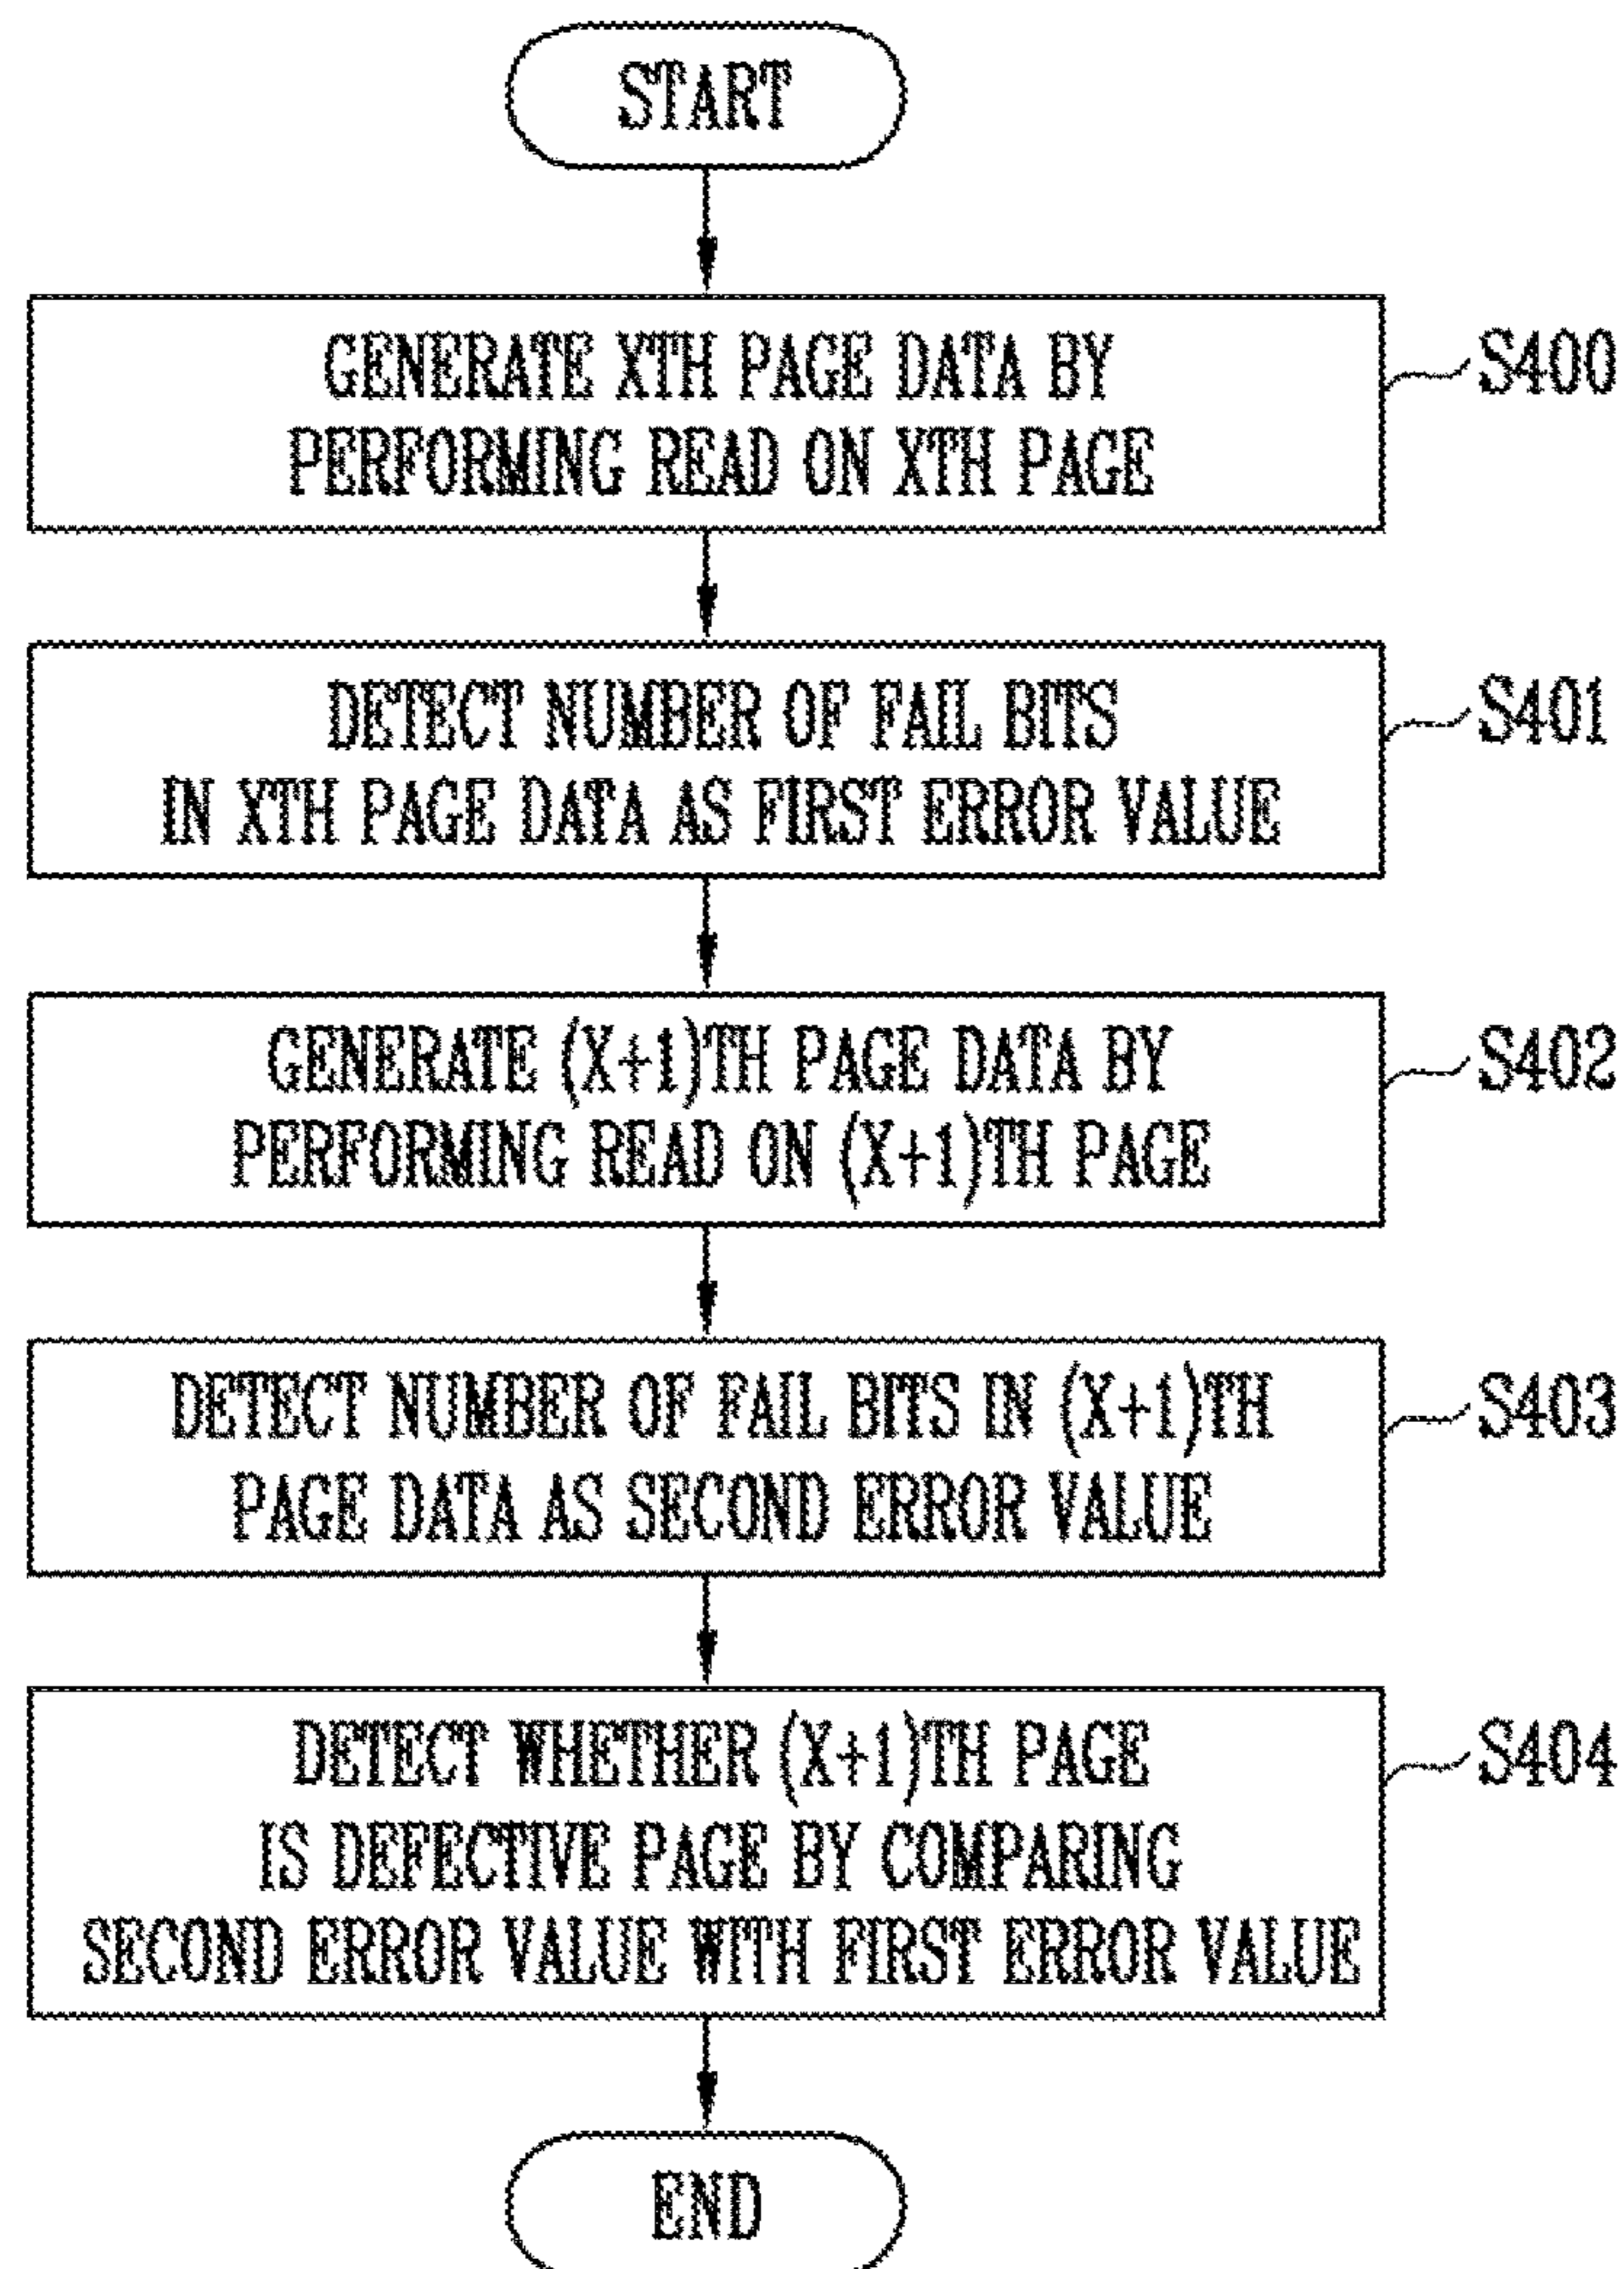 START
GENERATE XTH PAGE DATA BY
PERFORMING READ ON XTH PAGE
S400
DETECT NUMBER OF FAIL BITS
IN XTH PAGE DATA AS FIRST ERROR VALUE
S401
GENERATE (X+1)TH PAGE DATA BY
PERFORMING READ ON (X+1)TH PAGE
S402
DETECT NUMBER OF FAIL BITS IN (X+1)TH
PAGE DATA AS SECOND ERROR VALUE
S403
DETECT WHETHER (X+1)TH PAGE
IS DEFECTIVE PAGE BY COMPARING
SECOND ERROR VALUE WITH FIRST ERROR VALUE
S404
END